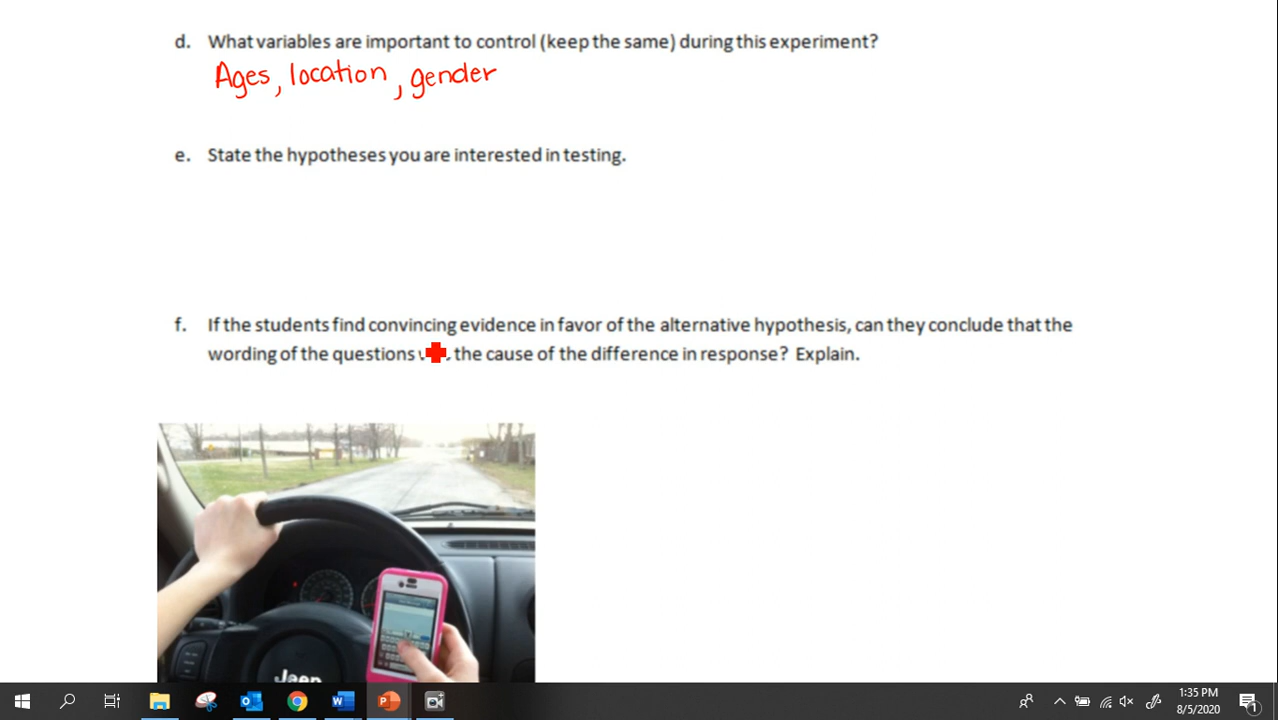 d. What variables are important to control (keep the same) during this experiment?
Ages, location, gender
e. State the hypotheses you are interested in testing.
f. If the students find convincing evidence in favor of the alternative hypothesis, can they conclude that the
wording of the questions the cause of the difference in response? Explain.
Jeep
1:35 PM
8/5/2020
1